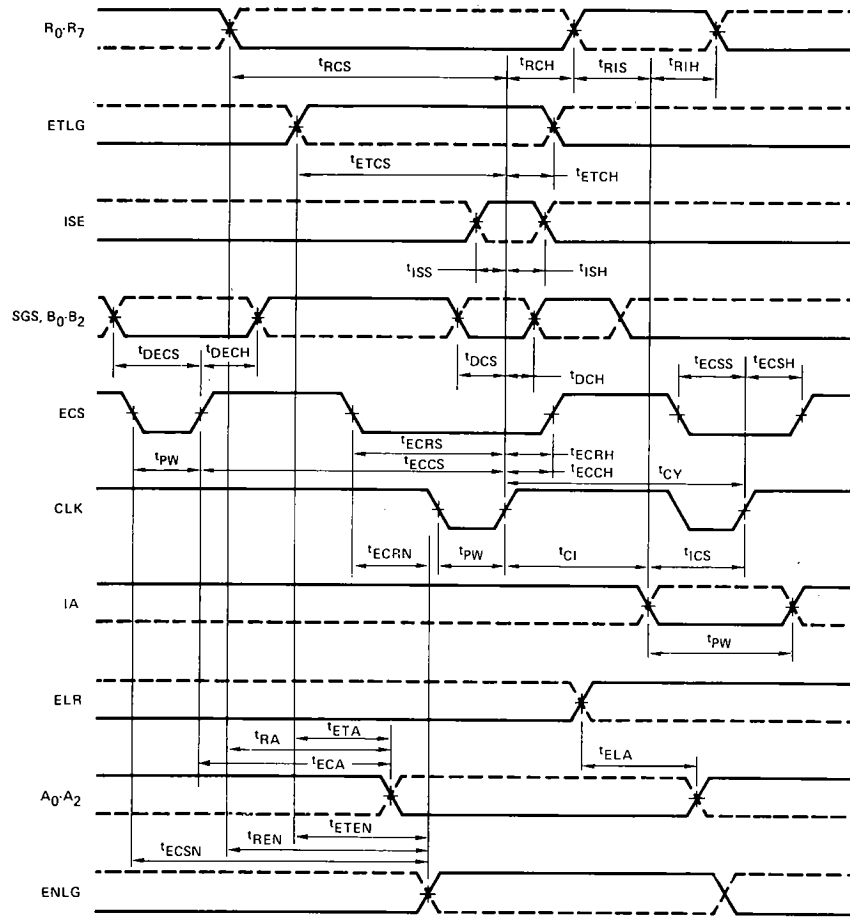 R0-R7
tRCS
tRCH
tRIS
tRIH
ETLG
tETCS
tETCH
ISE
tISS
tISH
SGS, B0-B2
tDECS
tDECH
tDCS
tDCH
tECSS
tECSH
ECS
tECRS
tECRH
tPW
tECCS
tECCH
tCY
CLK
tECRN
tPW
tCI
tICS
IA
tPW
ELR
tETA
tRA
tECA
tELA
A0-A2
tETEN
tREN
tECSN
ENLG